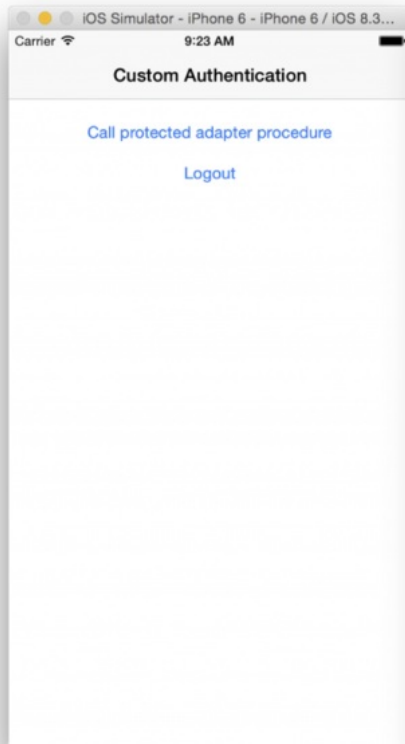 iOS Simulator - iPhone 6 - iPhone 6 / iOS 8.3...
Carrier 9:23 AM
Custom Authentication
Call protected adapter procedure
Logout